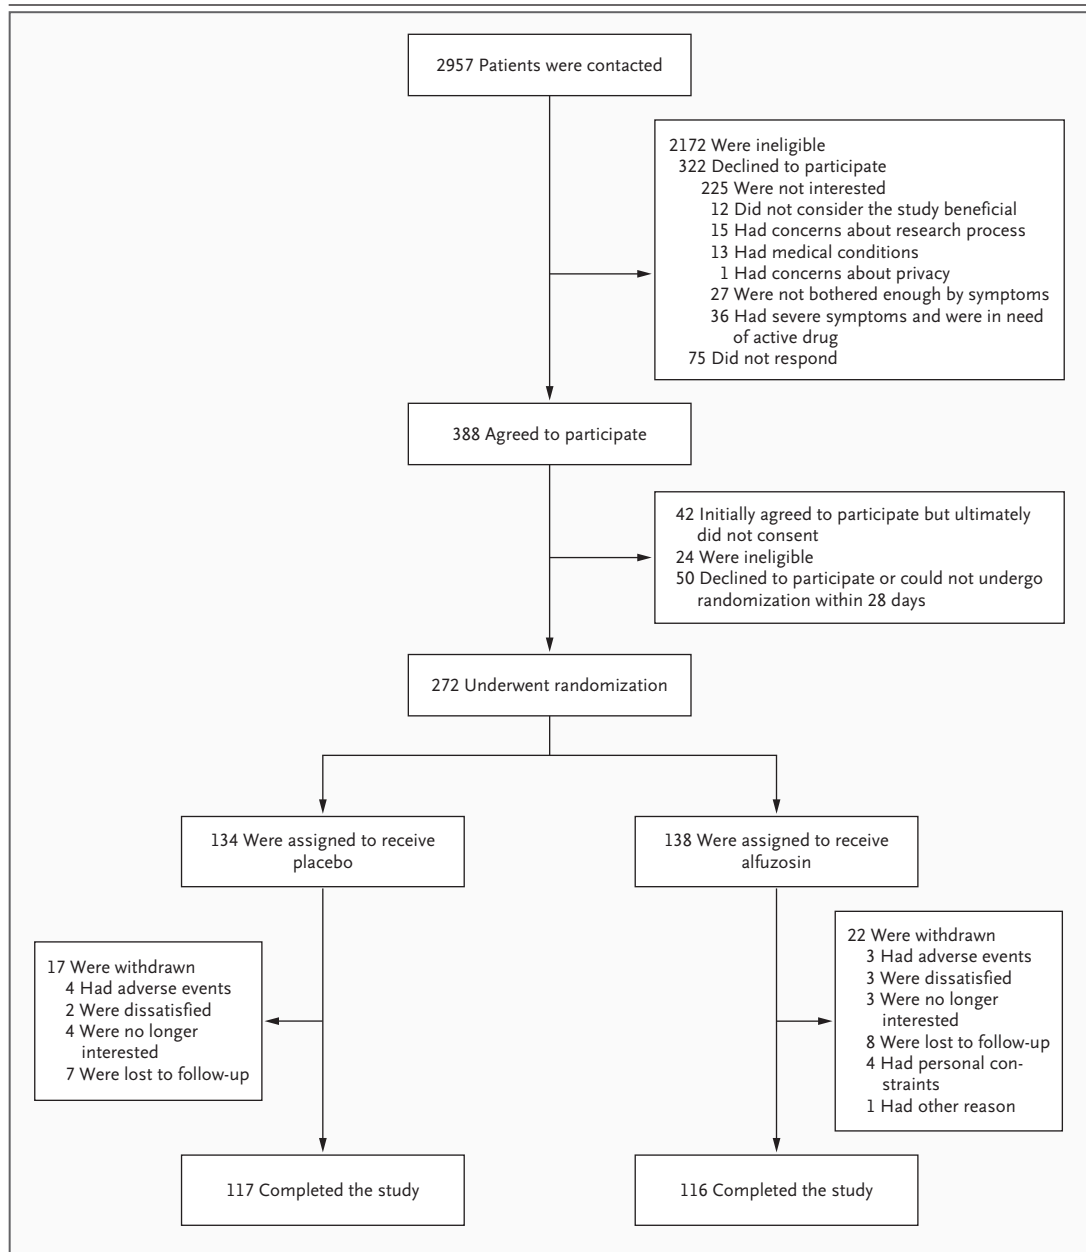 2957 Patients were contacted
2172 Were ineligible
322 Declined to participate
225 Were not interested
12 Did not consider the study beneficial
15 Had concerns about research process
13 Had medical conditions
1 Had concerns about privacy
27 Were not bothered enough by symptoms
36 Had severe symptoms and were in need
of active drug
75 Did not respond
388 Agreed to participate
42 Initially agreed to participate but ultimately
did not consent
24 Were ineligible
50 Declined to participate or could not undergo
randomization within 28 days
272 Underwent randomization
134 Were assigned to receive
placebo
138 Were assigned to receive
alfuzosin
17 Were withdrawn
4 Had adverse events
2 Were dissatisfied
4 Were no longer
interested
7 Were lost to follow-up
22 Were withdrawn
3 Had adverse events
3 Were dissatisfied
3 Were no longer
interested
8 Were lost to follow-up
4 Had personal con-
straints
1 Had other reason
117 Completed the study
116 Completed the study